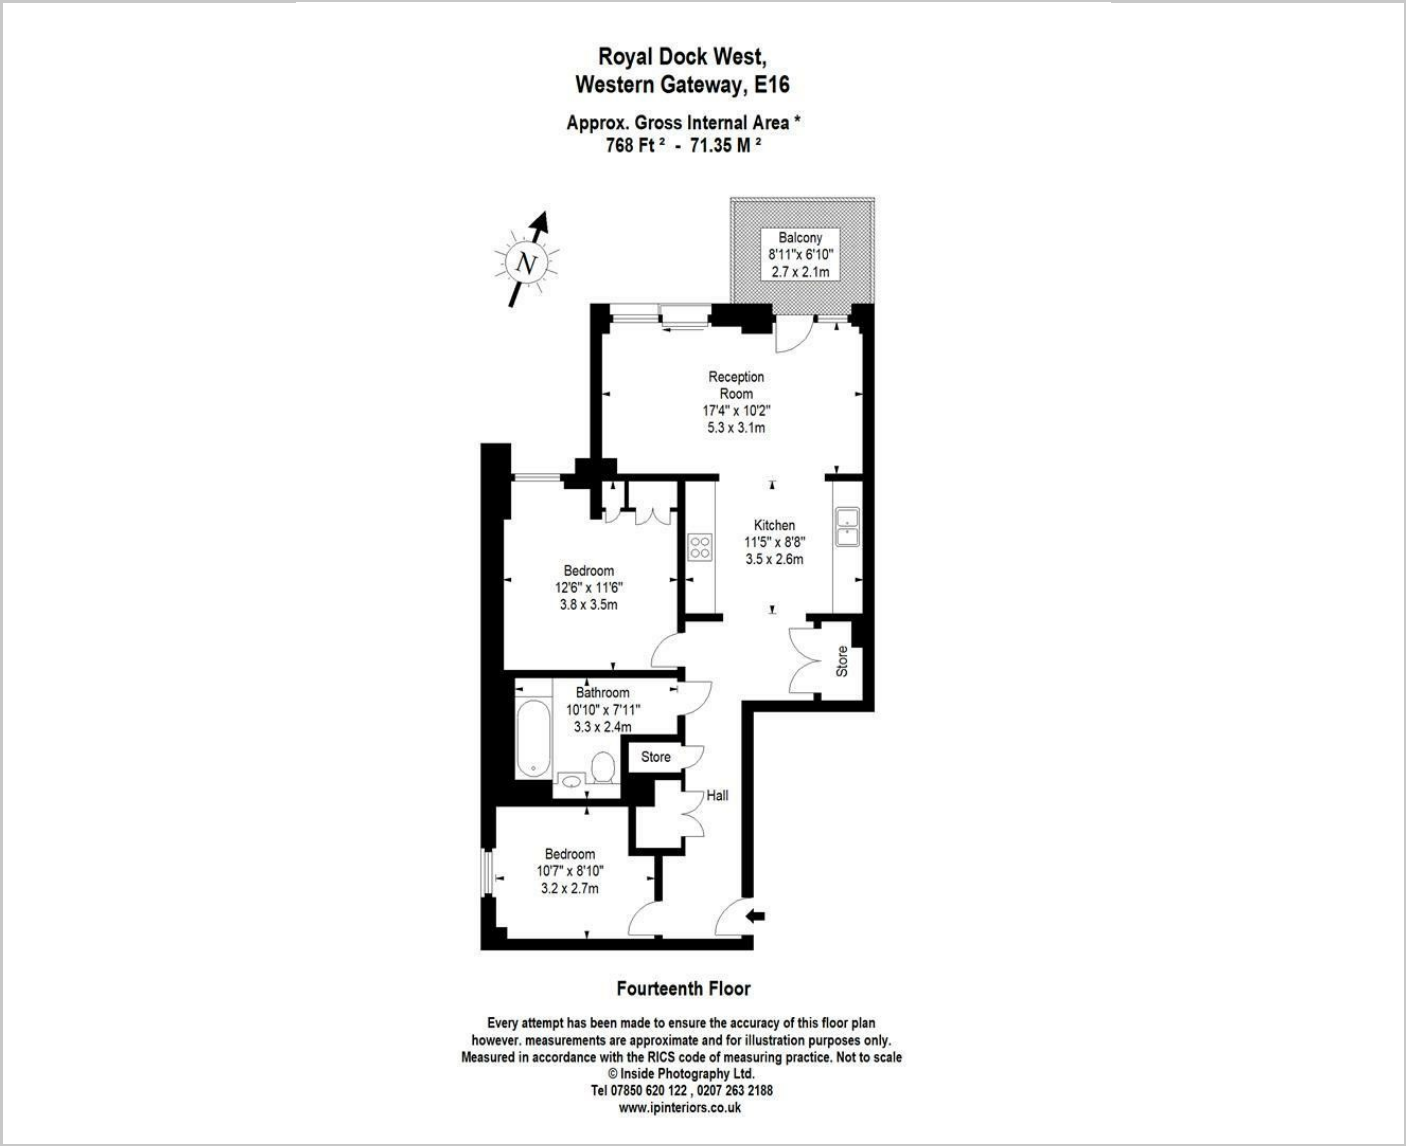 Royal Dock West,
Western Gateway, E16
Approx. Gross Internal Area *
768 Ft ² - 71.35 M ²
Balcony
8'11"x 6'10"
2.7 x 2.1m
N
Reception
Room
17'4" x 10'2"
5.3 x 3.1m
Kitchen
11'5" x 8'8"
3.5 x 2.6m
Bedroom
12'6" x 11'6"
3.8 x 3.5m
Store
Bathroom
10'10" x 7'11"
3.3 x 2.4m
Store
Hall
Bedroom
10'7" x 8'10"
3.2 x 2.7m
Fourteenth Floor
Every attempt has been made to ensure the accuracy of this floor plan
however. measurements are approximate and for illustration purposes only.
Measured in accordance with the RICS code of measuring practice. Not to scale
© Inside Photography Ltd.
Tel 07850 620 122 , 0207 263 2188
www.ipinteriors.co.uk